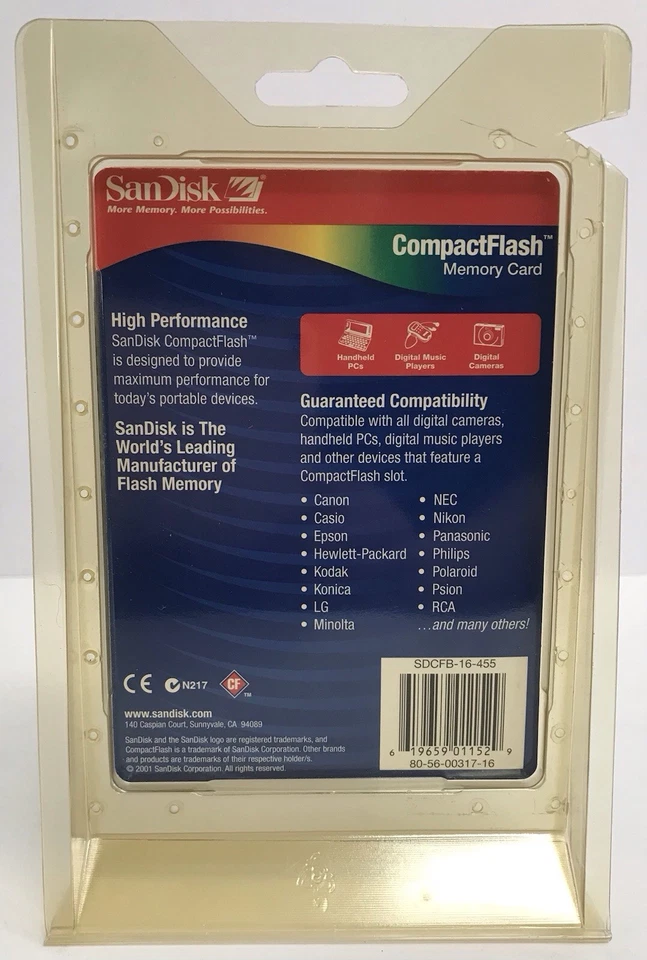 SanDisk
More Memory. More Possibilities.
CompactFlash™
Memory Card
High Performance
SanDisk CompactFlash™
is designed to provide
maximum performance for
today's portable devices.
SanDisk is The
World's Leading
Manufacturer of
Flash Memory
Handheld
PCs
Digital Music
Players
Digital
Cameras
Guaranteed Compatibility
Compatible with all digital cameras,
handheld PCs, digital music players
and other devices that feature a
CompactFlash slot.
• Canon
• Casio
• Epson
• Hewlett-Packard
• Kodak
• Konica
• LG
• Minolta
• NEC
• Nikon
• Panasonic
• Philips
• Polaroid
• Psion
• RCA
...and many others!
CE N217 CF™
www.sandisk.com
140 Caspian Court, Sunnyvale, CA 94089
SanDisk and the SanDisk logo are registered trademarks, and
CompactFlash is a trademark of SanDisk Corporation. Other brands
and products are trademarks of their respective holder/s.
© 2001 SanDisk Corporation. All rights reserved.
SDCFB-16-455
6 19659 01152 9
80-56-00317-16